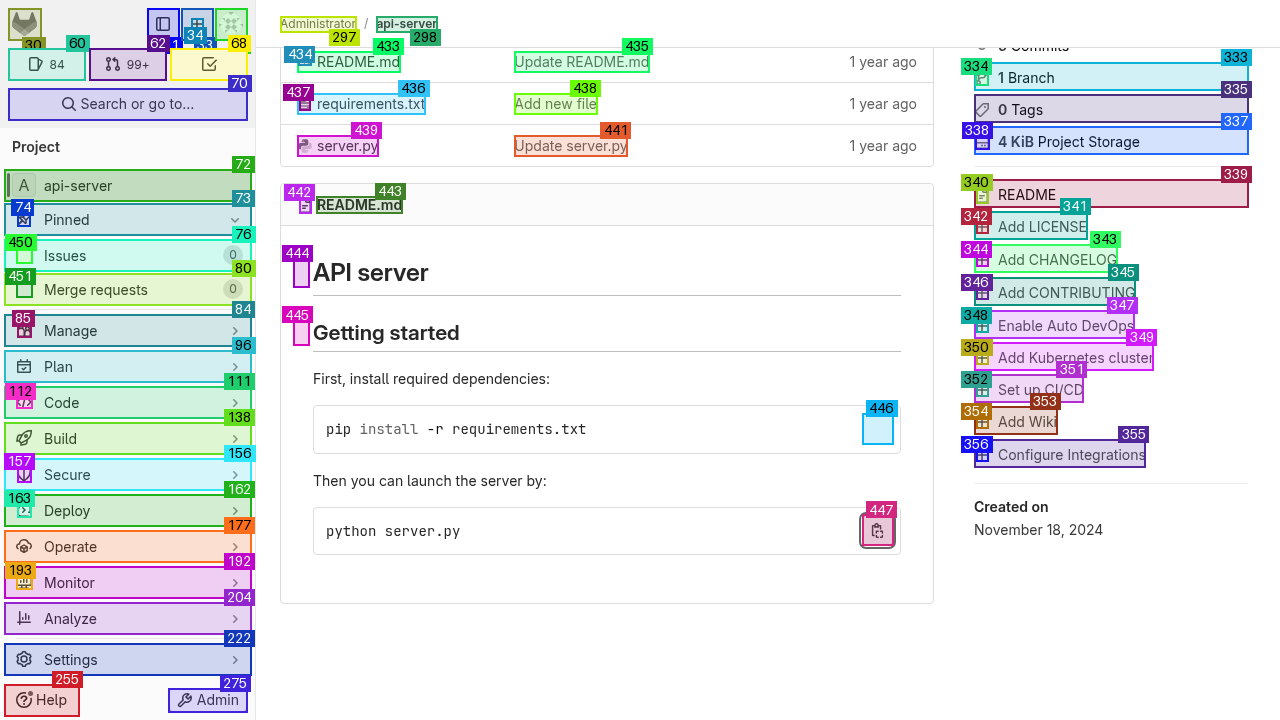 Administrator / api-server
297
298
30
34
33
1
60
84
62
99+
68
70
Search or go to...
Project
72
A api-server
73
74
Pinned
76
450
Issues 0
80
451
Merge requests 0
84
85
Manage
96
Plan
111
112
Code
138
Build
156
157
Secure
162
163
Deploy
177
Operate
192
193
Monitor
204
Analyze
222
Settings
255
Help
275
Admin
433
434
435
README.md Update README.md 1 year ago
436
437
438
requirements.txt Add new file 1 year ago
439
441
server.py Update server.py 1 year ago
442
443
README.md
444
API server
445
Getting started
First, install required dependencies:
446
pip install -r requirements.txt
Then you can launch the server by:
447
python server.py
Commits
333
334
1 Branch
335
0 Tags
337
338
4 KiB Project Storage
339
340
README
341
342
Add LICENSE
343
344
Add CHANGELOG
345
346
Add CONTRIBUTING
347
348
Enable Auto DevOps
349
350
Add Kubernetes cluster
351
352
Set up CI/CD
353
354
Add Wiki
355
356
Configure Integrations
Created on
November 18, 2024